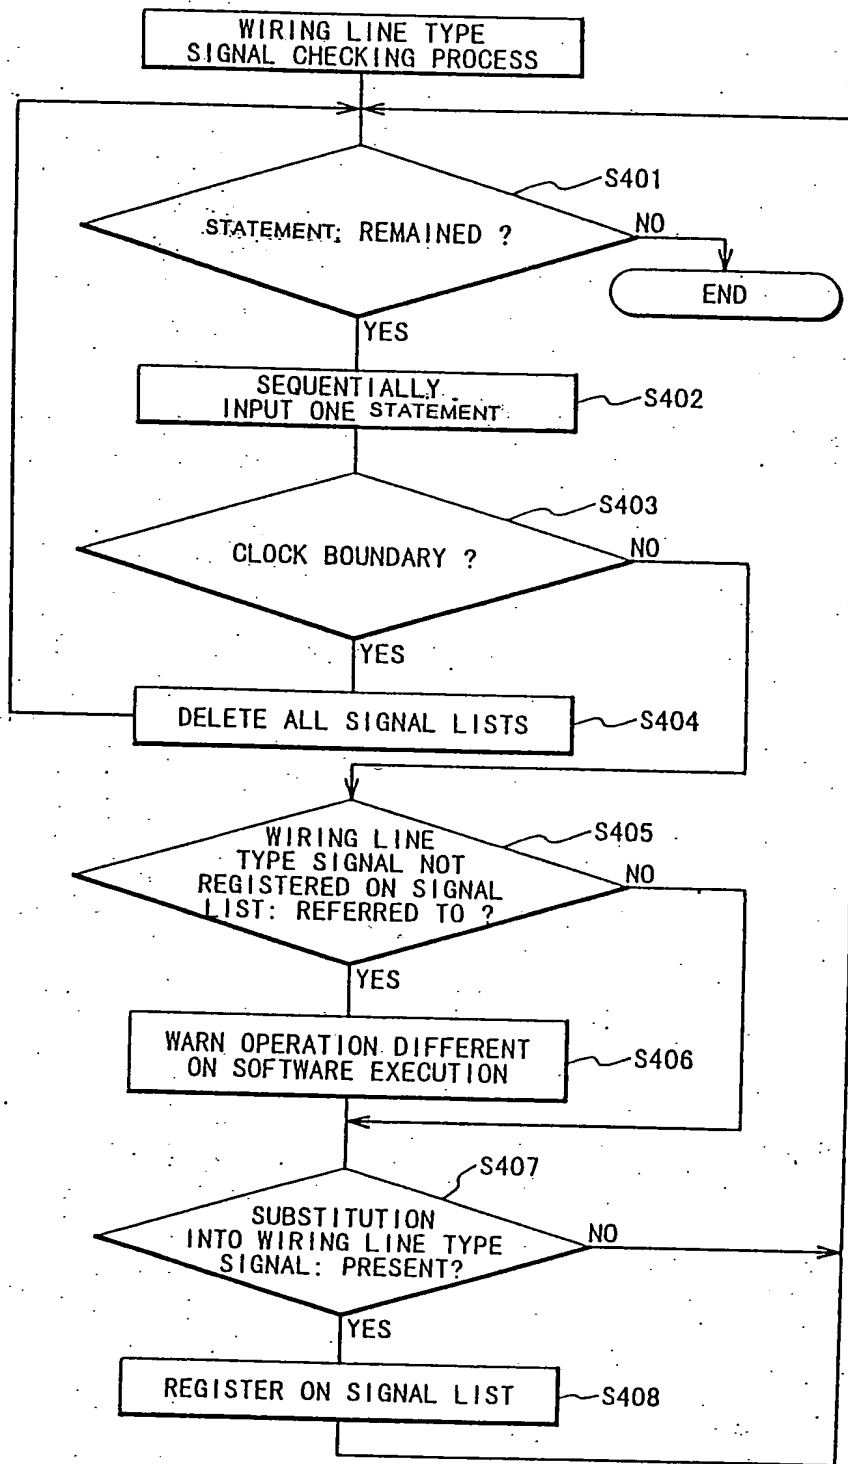 WIRING LINE TYPE
SIGNAL CHECKING PROCESS
S401
STATEMENT: REMAINED ?
NO
END
YES
SEQUENTIALLY
INPUT ONE STATEMENT
S402
S403
CLOCK BOUNDARY ?
NO
YES
DELETE ALL SIGNAL LISTS
S404
S405
WIRING LINE
TYPE SIGNAL NOT
REGISTERED ON SIGNAL
LIST: REFERRED TO ?
NO
YES
WARN OPERATION DIFFERENT
ON SOFTWARE EXECUTION
S406
S407
SUBSTITUTION
INTO WIRING LINE TYPE
SIGNAL: PRESENT?
NO
YES
REGISTER ON SIGNAL LIST
S408